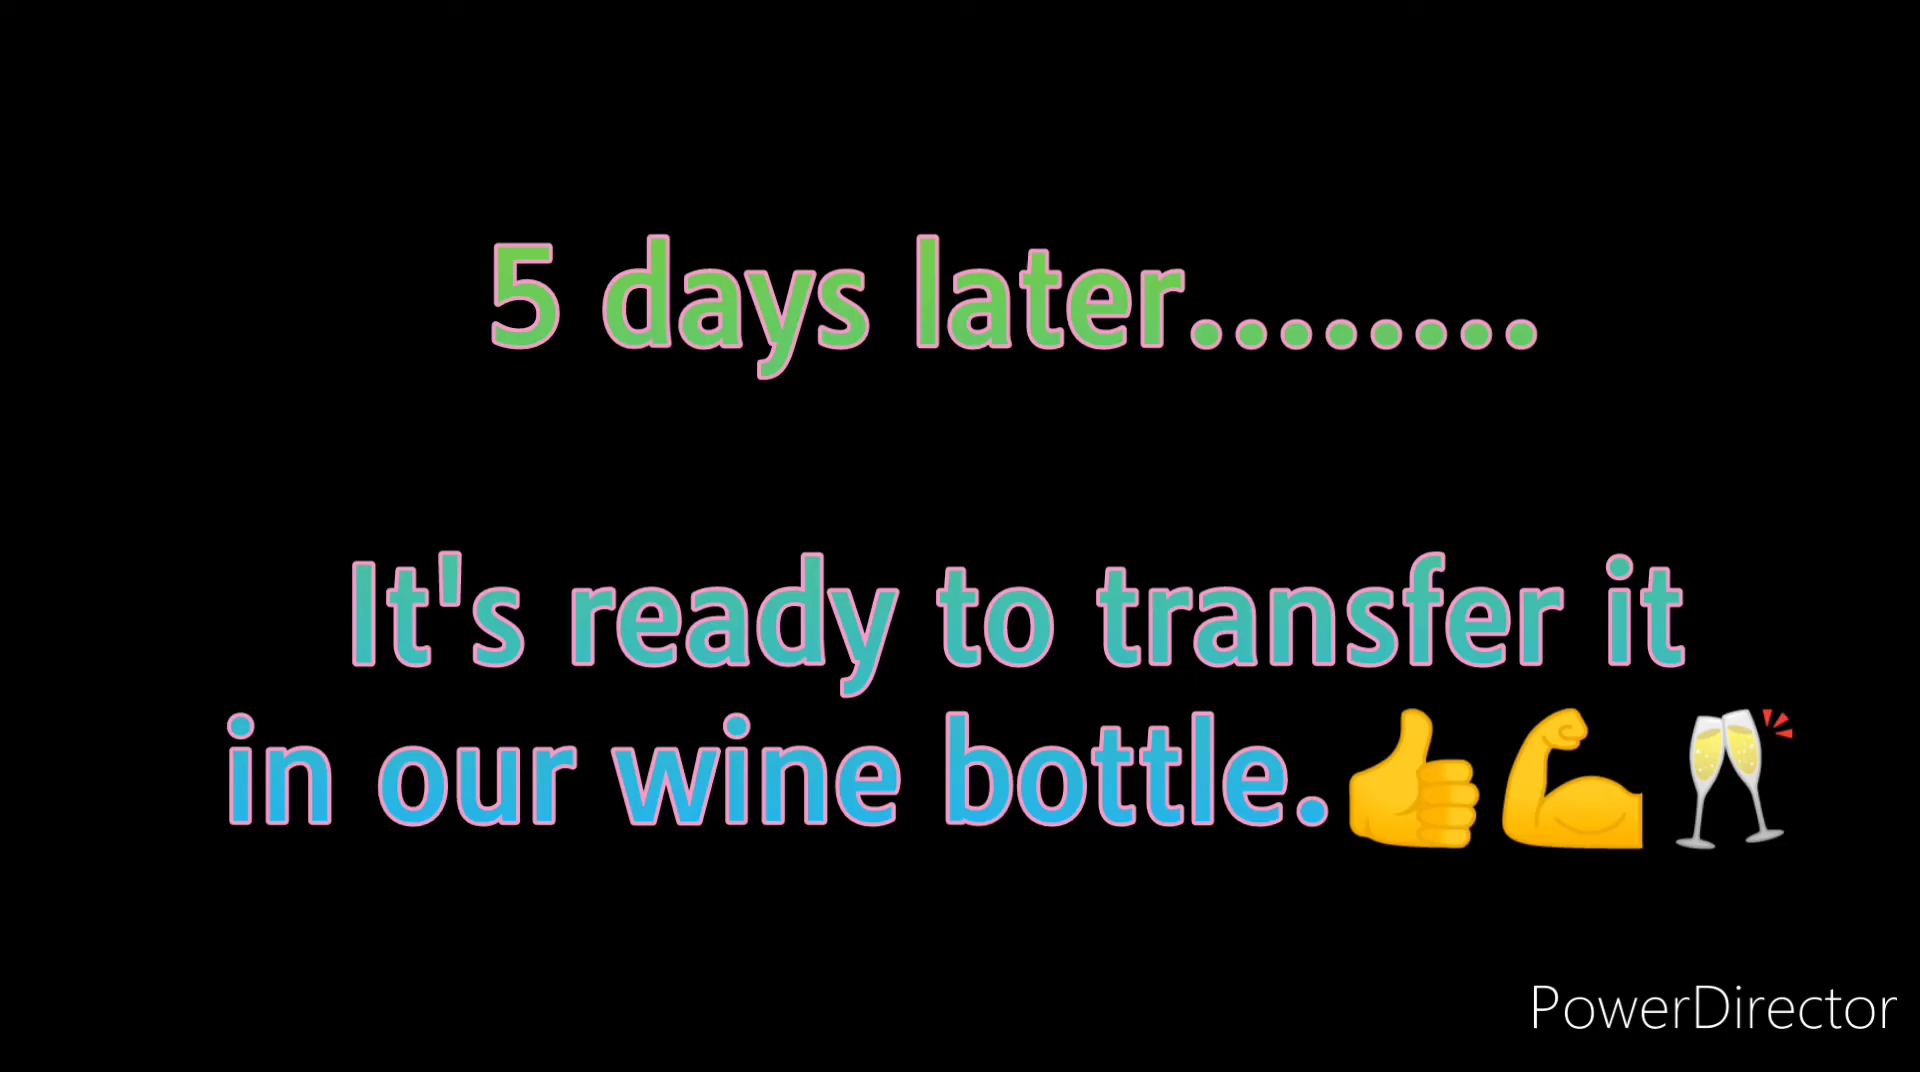 5 days later........
It's ready to transfer it
in our wine bottle.👍💪🥂
PowerDirector